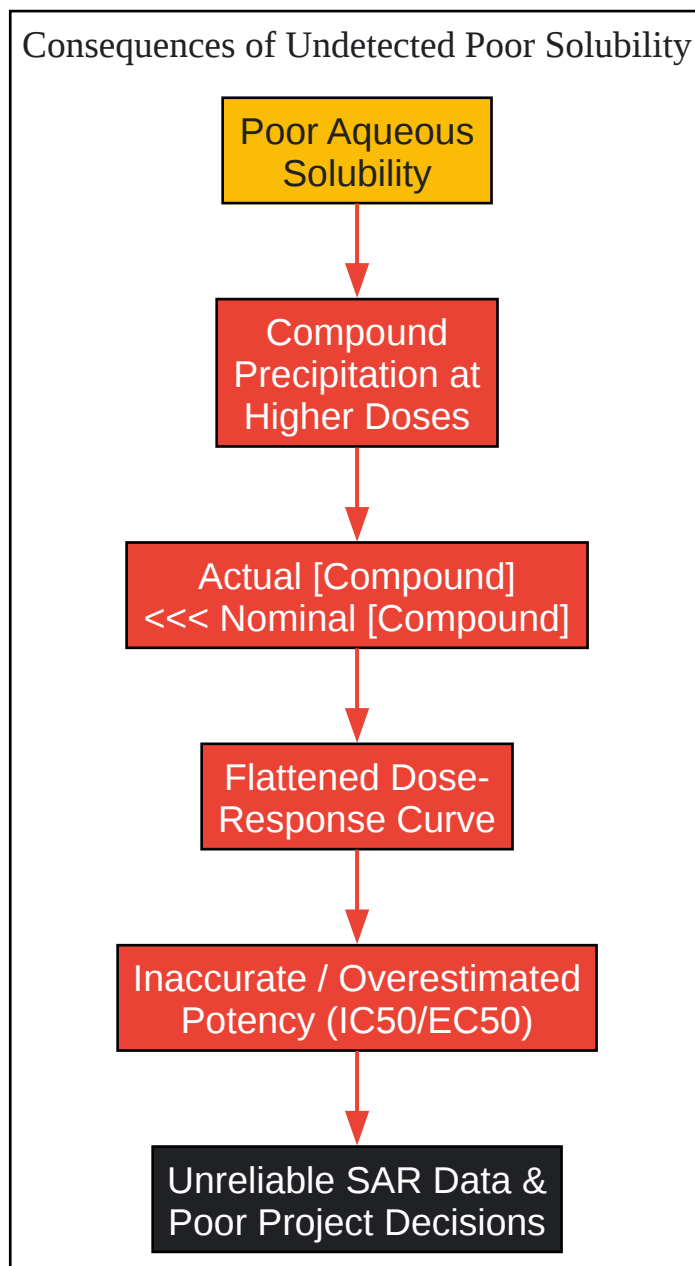 Consequences of Undetected Poor Solubility
Poor Aqueous
Solubility
Compound
Precipitation at
Higher Doses
Actual [Compound]
<<< Nominal [Compound]
Flattened Dose-
Response Curve
Inaccurate / Overestimated
Potency (IC50/EC50)
Unreliable SAR Data &
Poor Project Decisions